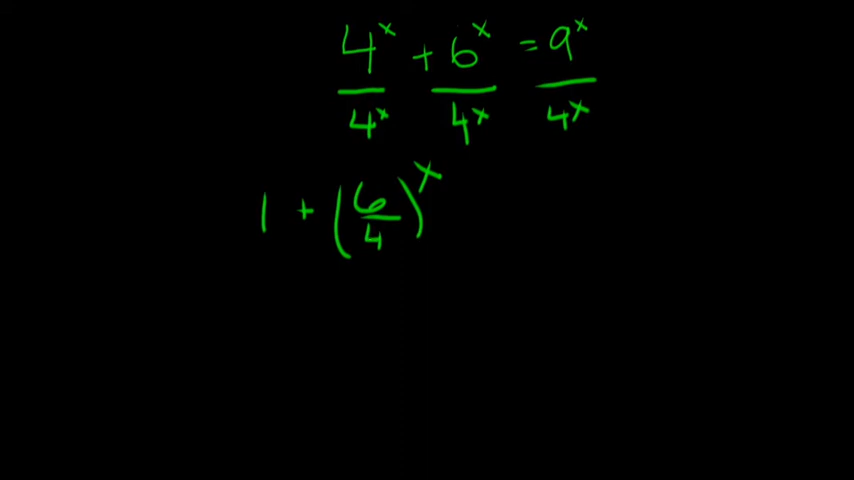 4^x + 6^x = 9^x
4^x 4^x 4^x
1 + (6/4)^x